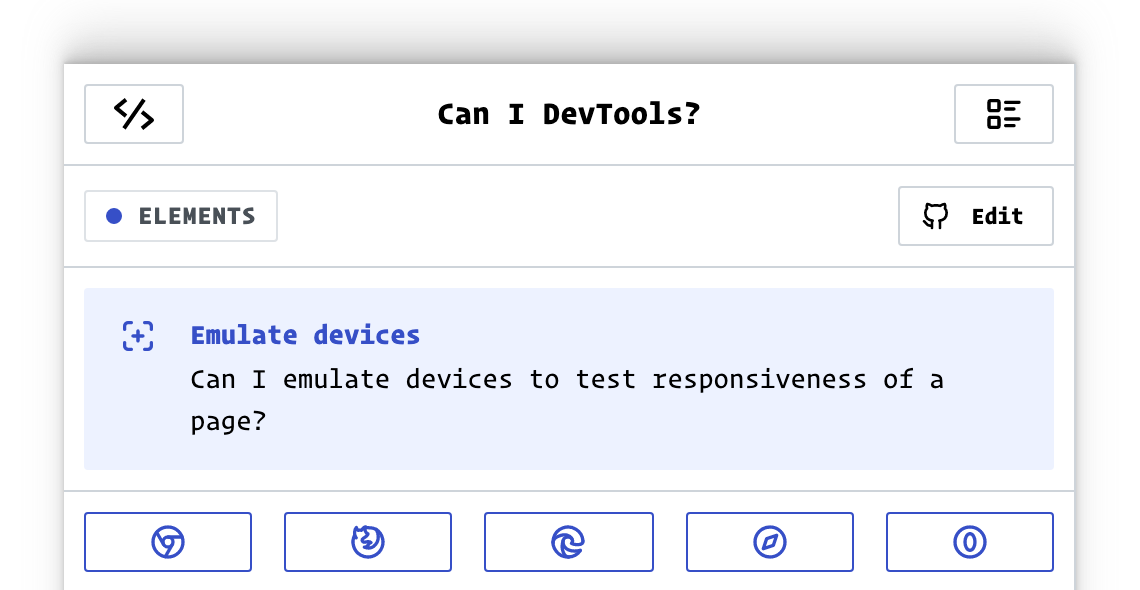 Can I DevTools?
ELEMENTS
Edit
Emulate devices
Can I emulate devices to test responsiveness of a
page?